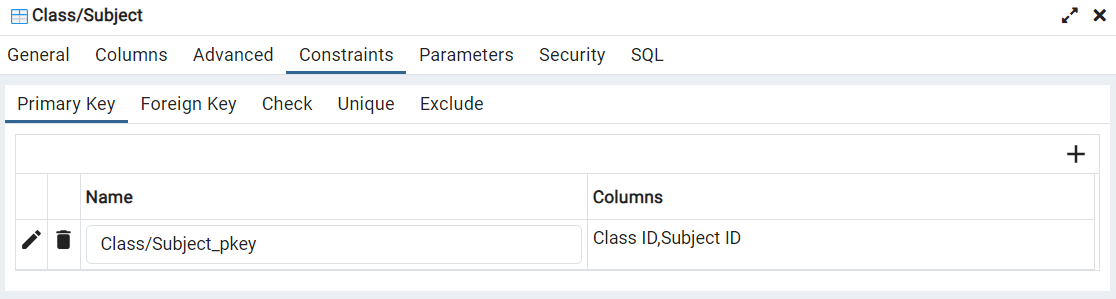 Class/Subject
General Columns Advanced Constraints Parameters Security SQL
Primary Key Foreign Key Check Unique Exclude
Name Columns
Class/Subject_pkey Class ID,Subject ID